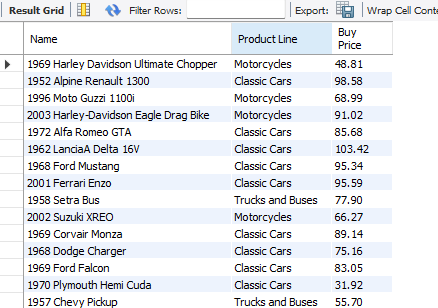 Result Grid Filter Rows: Export: Wrap Cell Conte
Name Product Line Buy Price
1969 Harley Davidson Ultimate Chopper Motorcycles 48.81
1952 Alpine Renault 1300 Classic Cars 98.58
1996 Moto Guzzi 1100i Motorcycles 68.99
2003 Harley-Davidson Eagle Drag Bike Motorcycles 91.02
1972 Alfa Romeo GTA Classic Cars 85.68
1962 LanciaA Delta 16V Classic Cars 103.42
1968 Ford Mustang Classic Cars 95.34
2001 Ferrari Enzo Classic Cars 95.59
1958 Setra Bus Trucks and Buses 77.90
2002 Suzuki XREO Motorcycles 66.27
1969 Corvair Monza Classic Cars 89.14
1968 Dodge Charger Classic Cars 75.16
1969 Ford Falcon Classic Cars 83.05
1970 Plymouth Hemi Cuda Classic Cars 31.92
1957 Chevy Pickup Trucks and Buses 55.70